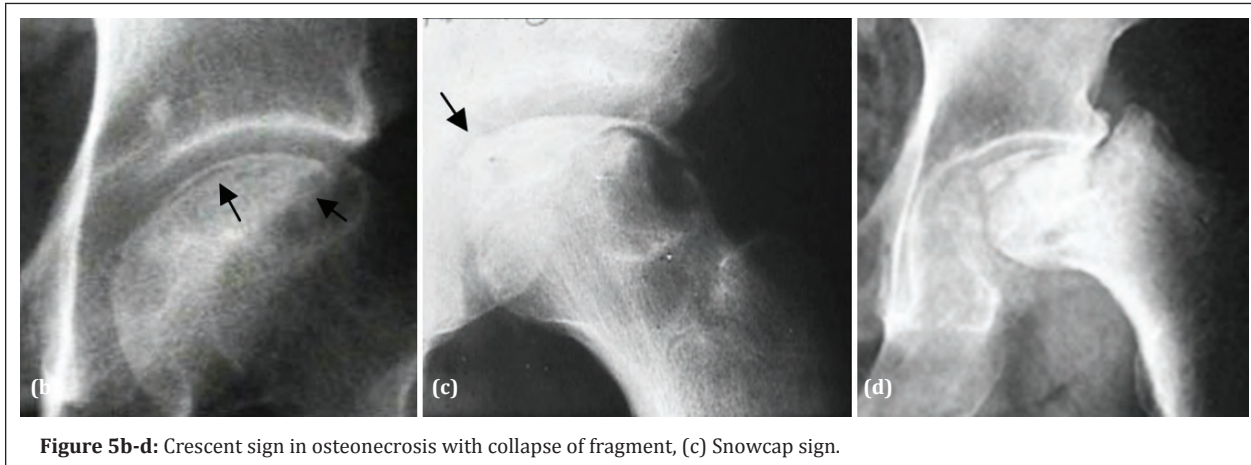 (b)
(c)
(d)
Figure 5b-d: Crescent sign in osteonecrosis with collapse of fragment, (c) Snowcap sign.